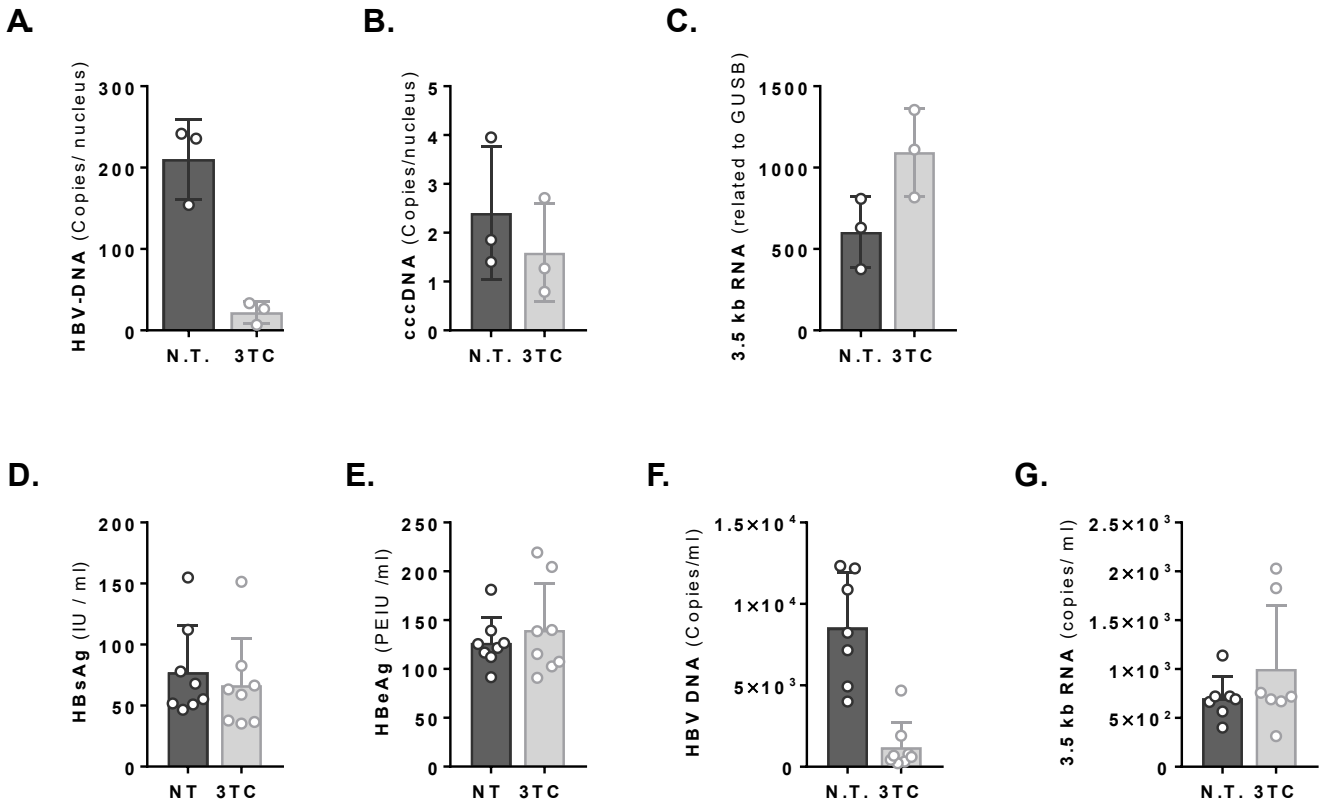 A.
HBV-DNA (Copies/ nucleus)
300
200
100
0
N.T. 3TC
B.
cccDNA (Copies/nucleus)
5
4
3
2
1
0
N.T. 3TC
C.
3.5 kb RNA (related to GUSB)
1500
1000
500
0
N.T. 3TC
D.
HBsAg (IU / ml)
200
150
100
50
0
NT 3TC
E.
HBeAg (PEIU /ml)
250
200
150
100
50
0
NT 3TC
F.
HBV DNA (Copies/ml)
1.5×10⁴
1×10⁴
5×10³
0
N.T. 3TC
G.
3.5 kb RNA (copies/ ml)
2.5×10³
2×10³
1.5×10³
1×10³
5×10²
0
N.T. 3TC